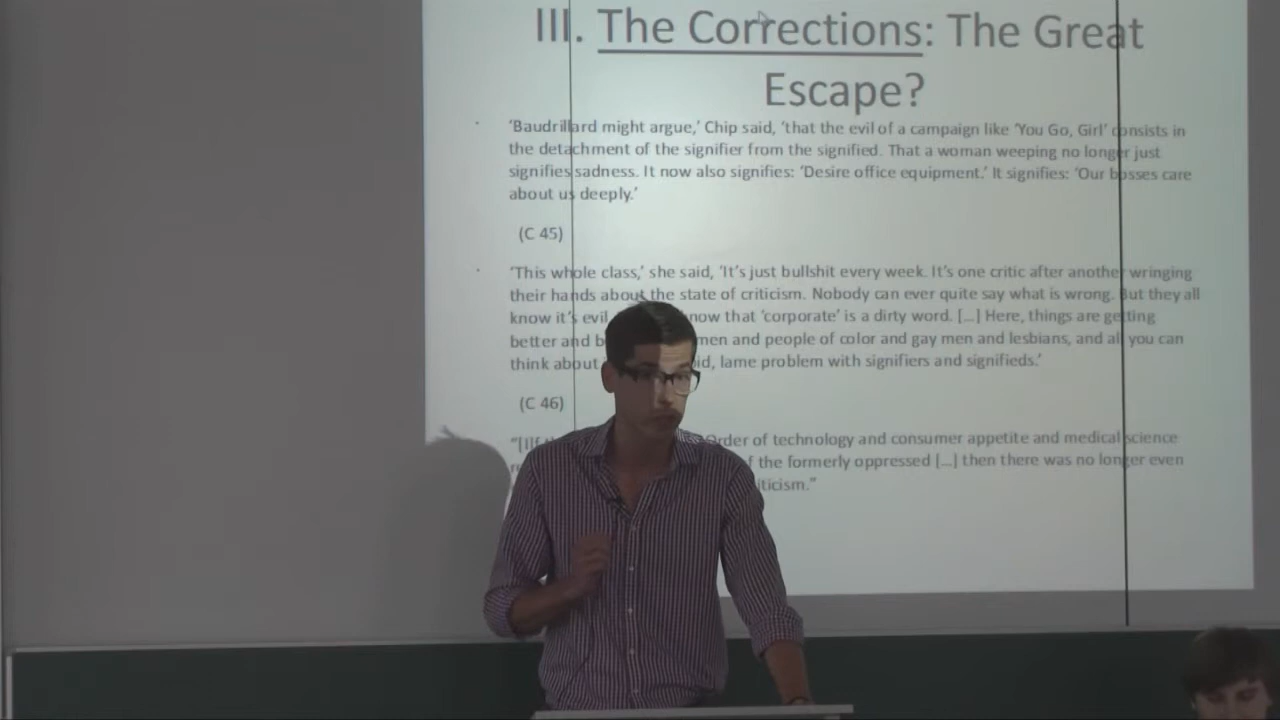 III. The Corrections: The Great
Escape?
'Baudrillard might argue,' Chip said, 'that the evil of a campaign like 'You Go, Girl' consists in
the detachment of the signifier from the signified. That a woman weeping no longer just
signifies sadness. It now also signifies: 'Desire office equipment.' It signifies: 'Our bosses care
about us deeply.'
(C 45)
'This whole class,' she said, 'It's just bullshit every week. It's one critic after another wringing
their hands about the state of criticism. Nobody can ever quite say what is wrong. But they all
know it's evil know that 'corporate' is a dirty word. […] Here, things are getting
better and men and people of color and gay men and lesbians, and all you can
think about lame problem with signifiers and signifieds.'
(C 46)
Order of technology and consumer appetite and medical science
f the formerly oppressed […] then there was no longer even
iticism."